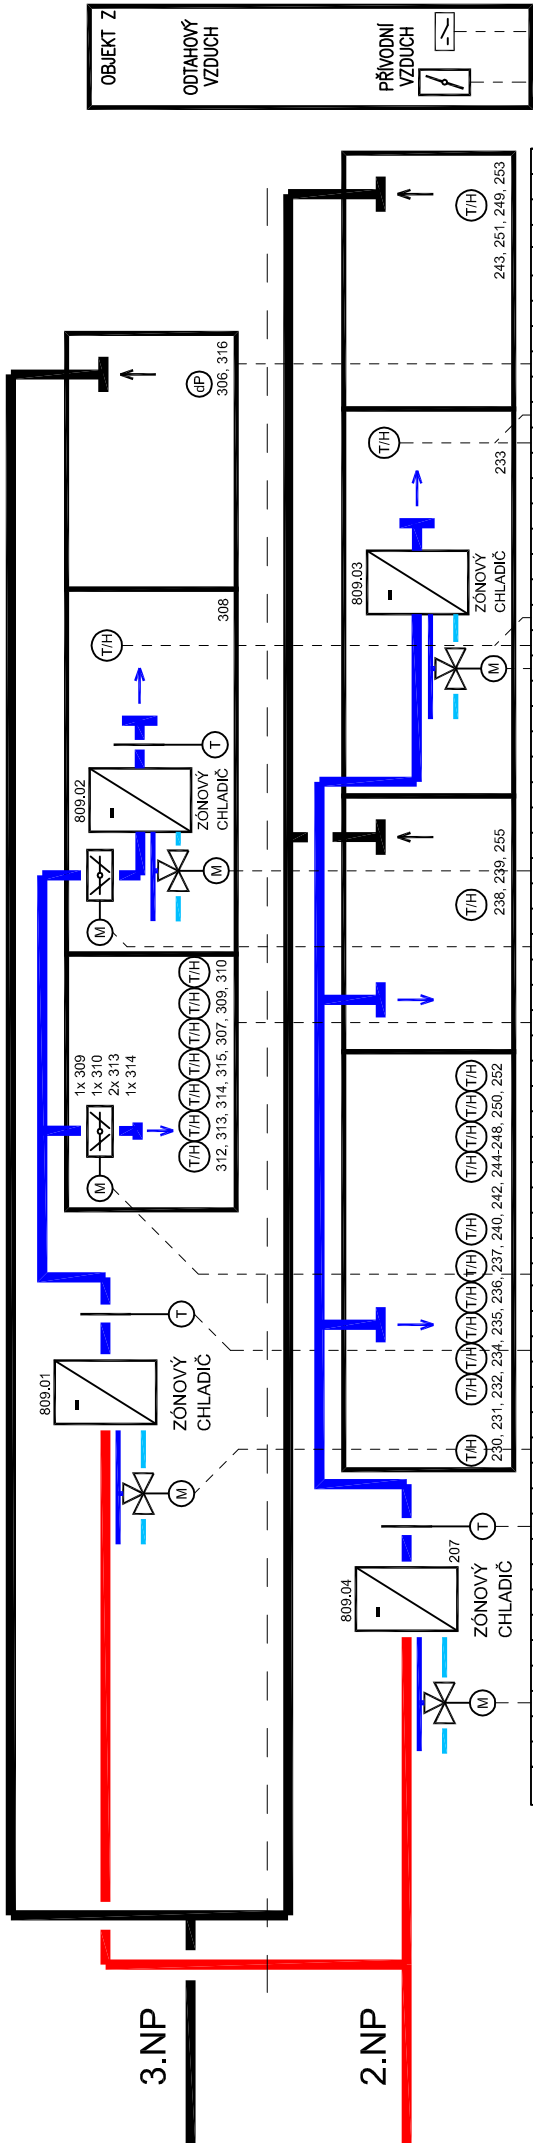 3.NP
809.01
ZÓNOVÝ
CHLADIČ
M
T
M
1x 309
1x 310
2x 313
1x 314
T/H T/H T/H T/H T/H T/H T/H
312, 313, 314, 315, 307, 309, 310
M
809.02
ZÓNOVÝ
CHLADIČ
M
T
T/H
308
dP
306, 316
2.NP
809.04
207
ZÓNOVÝ
CHLADIČ
M
T
T/H T/H T/H T/H T/H T/H T/H T/H T/H T/H T/H
230, 231, 232, 234, 235, 236, 237, 240, 242, 244-248, 250, 252
T/H
238, 239, 255
809.03
ZÓNOVÝ
CHLADIČ
M
T/H
233
T/H
243, 251, 249, 253
OBJEKT Z
ODTAHOVÝ
VZDUCH
PŘÍVODNÍ
VZDUCH